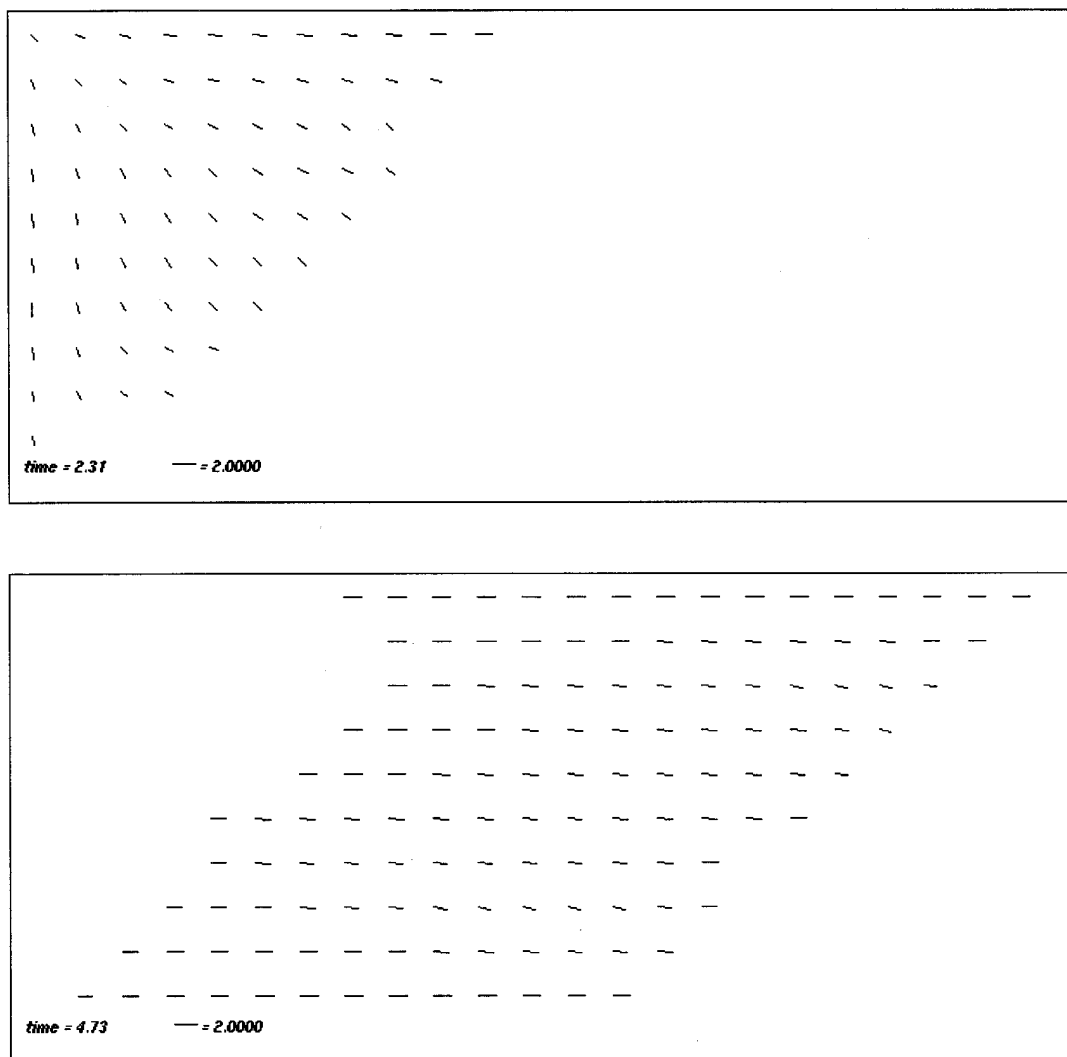 time = 2.31 — = 2.0000
time = 4.73 — = 2.0000